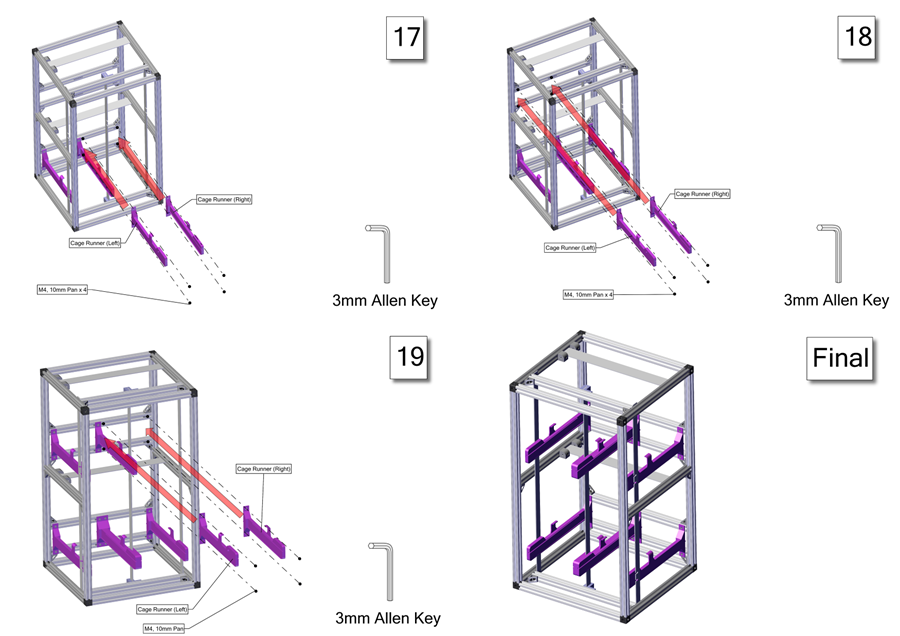 17
Cage Runner (Right)
Cage Runner (Left)
M4, 10mm Pan x 4
3mm Allen Key
18
Cage Runner (Right)
Cage Runner (Left)
M4, 10mm Pan x 4
3mm Allen Key
19
Cage Runner (Right)
Cage Runner (Left)
M4, 10mm Pan
3mm Allen Key
Final